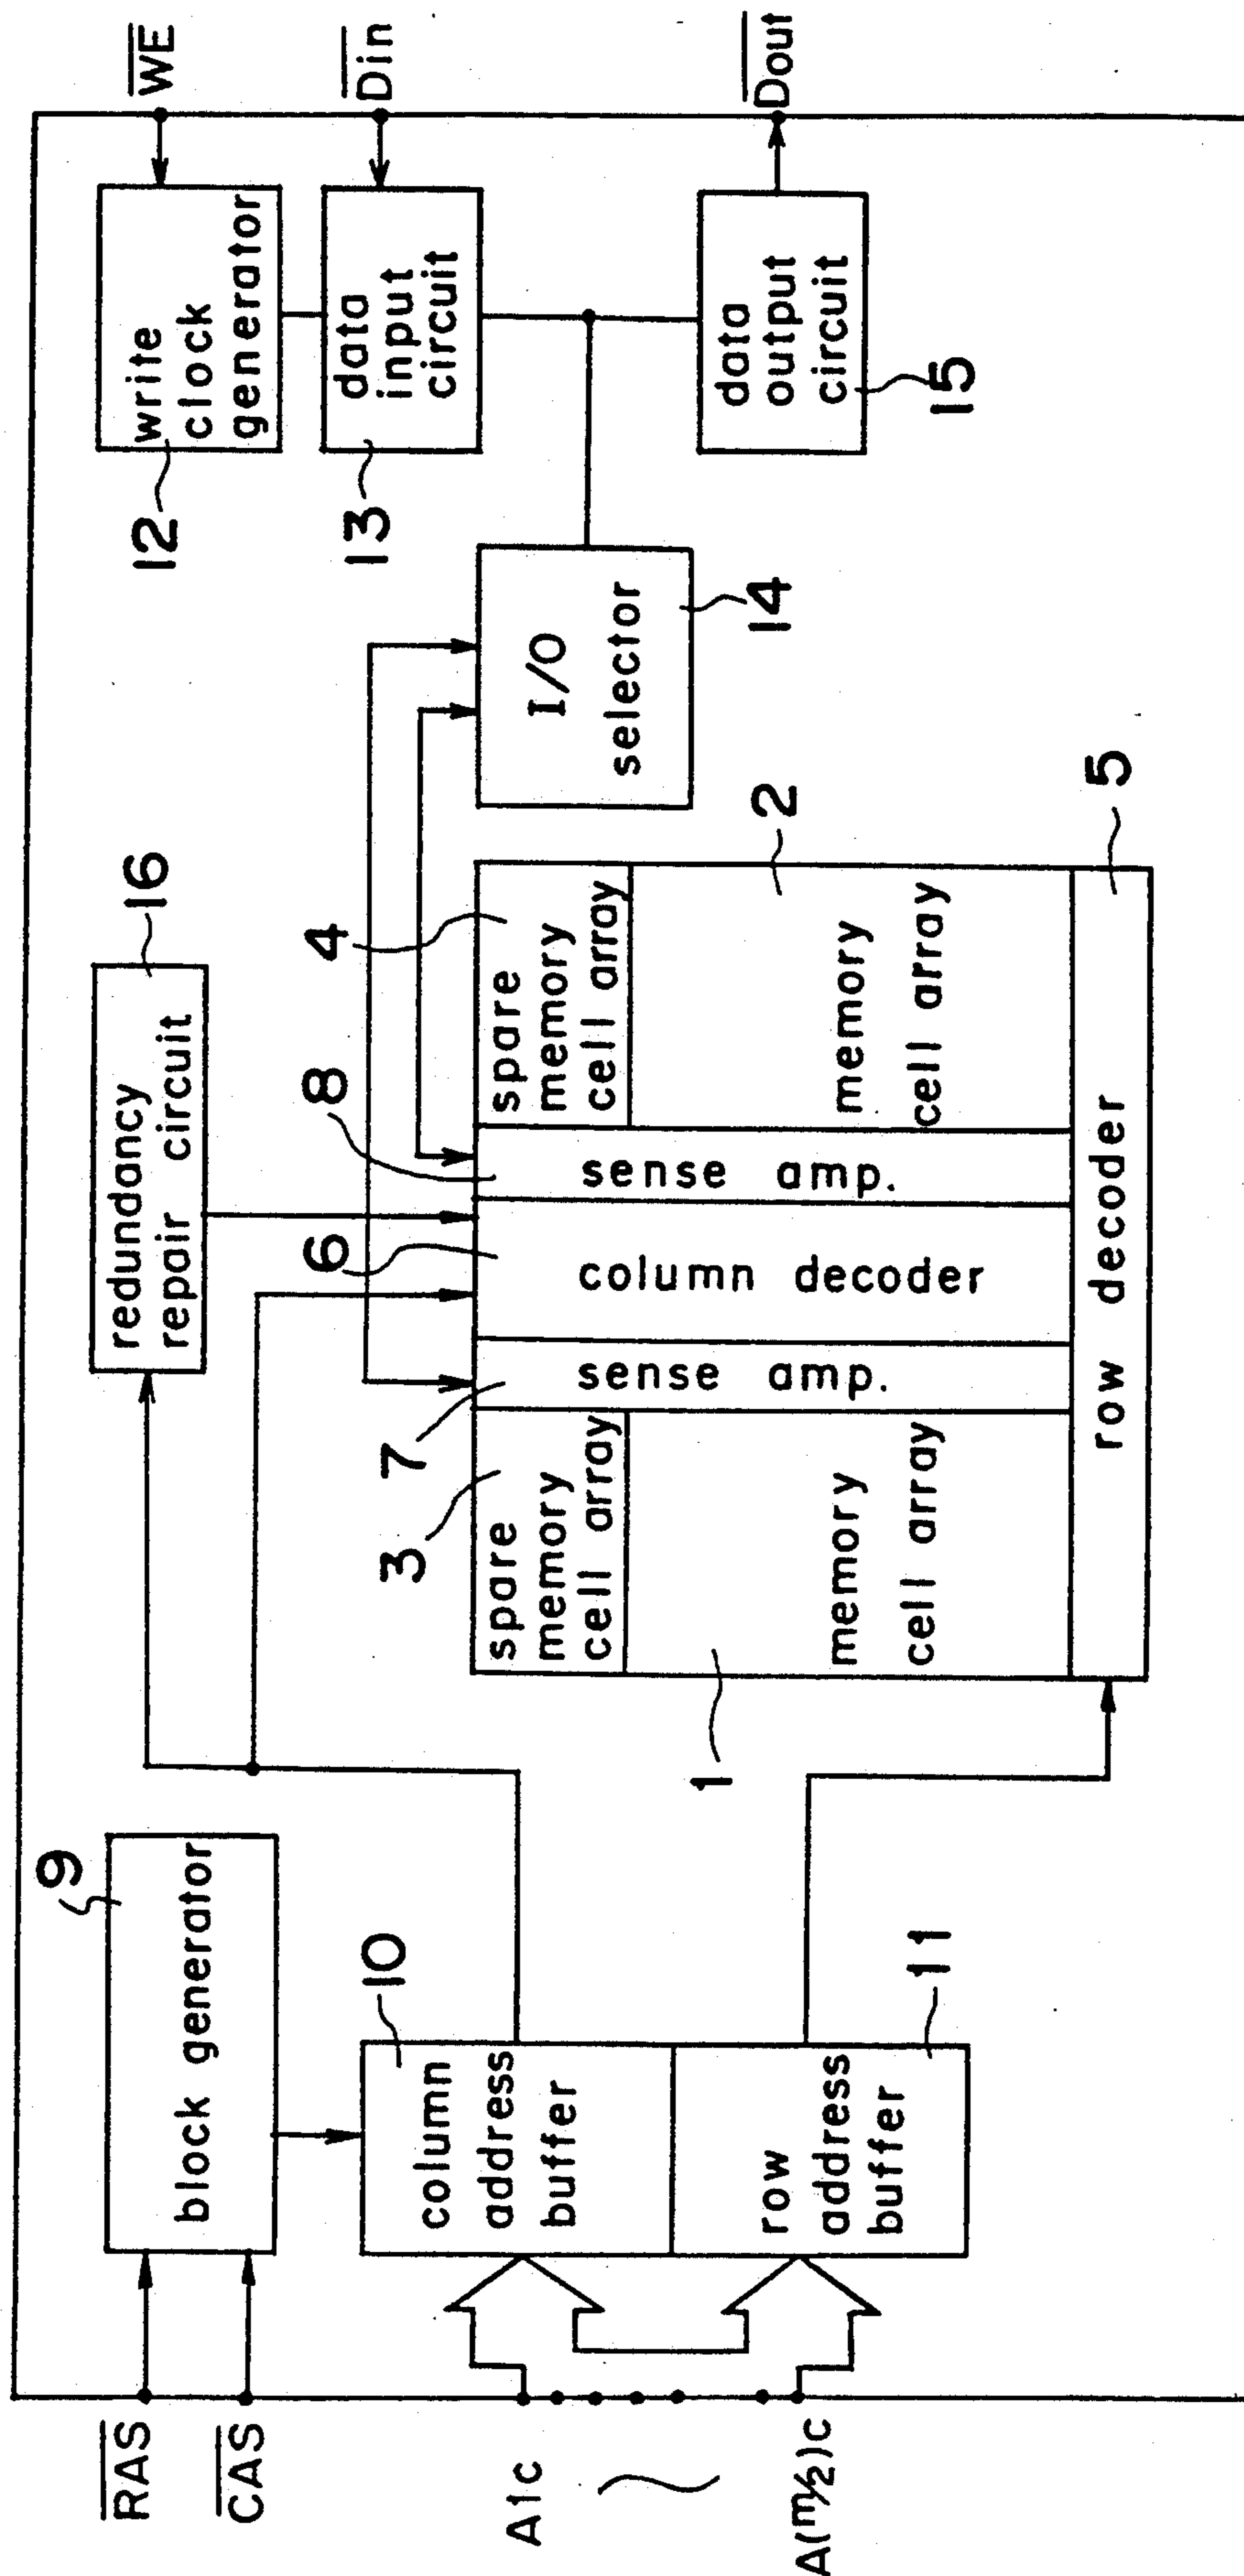 RAS
CAS
A1c
A(m/2)c
9
block generator
10
column
address
buffer
row
address
buffer
11
16
redundancy
repair circuit
3
7
6
8
4
spare
memory
cell array
sense amp.
column decoder
sense amp.
spare
memory
cell array
1
memory
cell array
memory
cell array
2
row decoder
5
I/O
selector
14
12
write
clock
generator
WE
13
data
input
circuit
Din
data
output
circuit
15
Dout